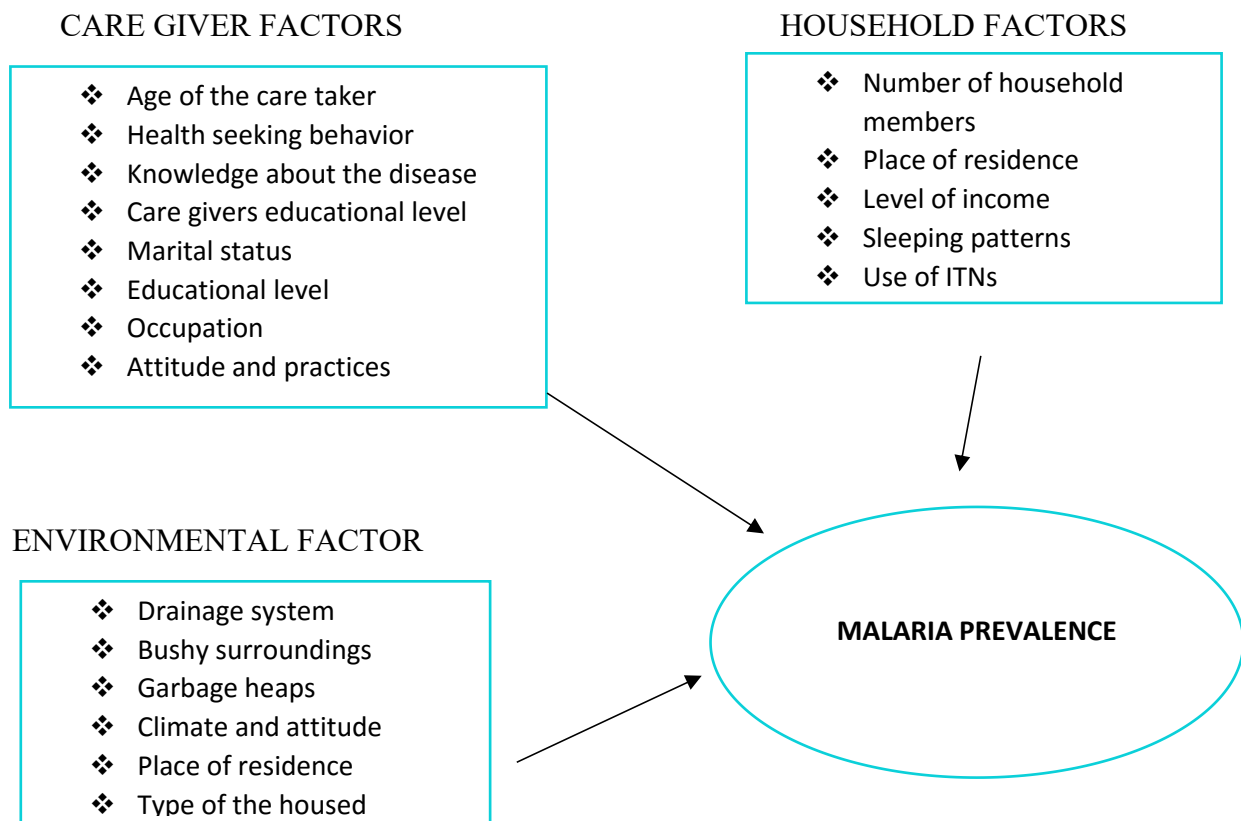 CARE GIVER FACTORS
❖ Age of the care taker
❖ Health seeking behavior
❖ Knowledge about the disease
❖ Care givers educational level
❖ Marital status
❖ Educational level
❖ Occupation
❖ Attitude and practices
HOUSEHOLD FACTORS
❖ Number of household
members
❖ Place of residence
❖ Level of income
❖ Sleeping patterns
❖ Use of ITNs
ENVIRONMENTAL FACTOR
❖ Drainage system
❖ Bushy surroundings
❖ Garbage heaps
❖ Climate and attitude
❖ Place of residence
❖ Type of the housed
MALARIA PREVALENCE